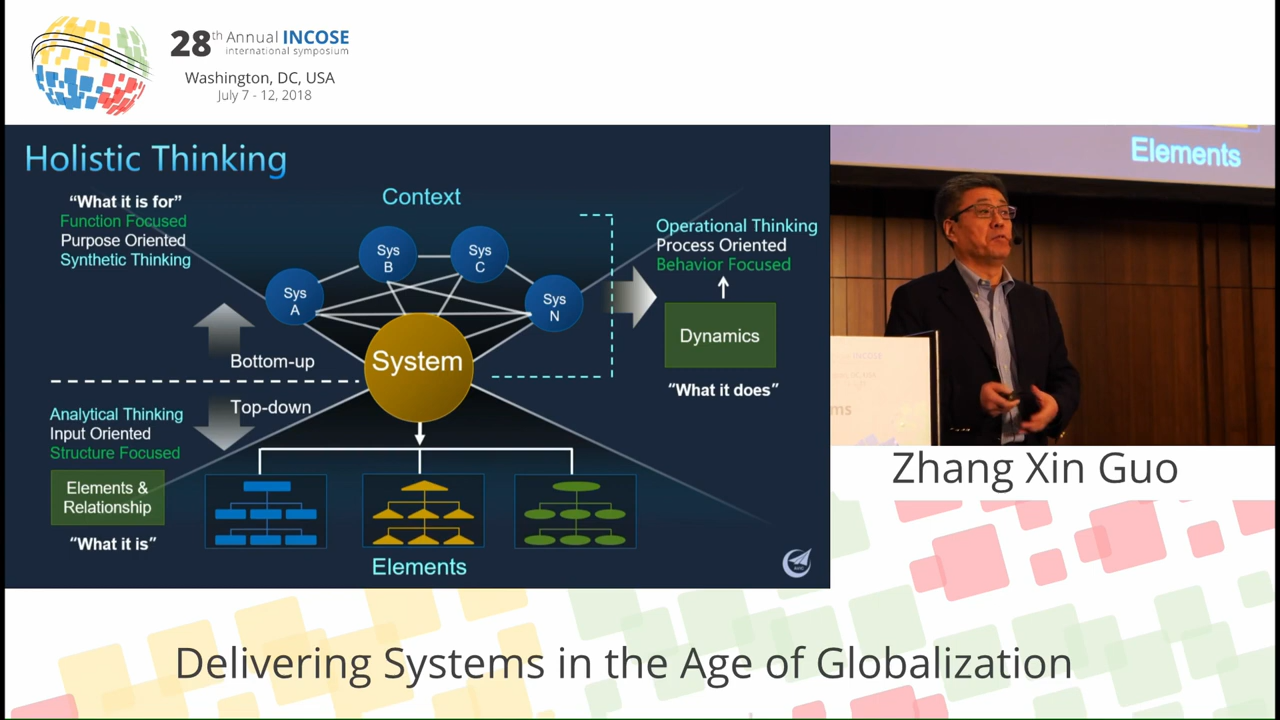 28th Annual INCOSE
international symposium
Washington, DC, USA
July 7 - 12, 2018
Holistic Thinking
“What it is for”
Function Focused
Purpose Oriented
Synthetic Thinking
Context
Sys
A
Sys
B
Sys
C
Sys
N
System
Operational Thinking
Process Oriented
Behavior Focused
Dynamics
“What it does”
Bottom-up
Top-down
Analytical Thinking
Input Oriented
Structure Focused
Elements &
Relationship
“What it is”
Elements
Elements
Zhang Xin Guo
Delivering Systems in the Age of Globalization